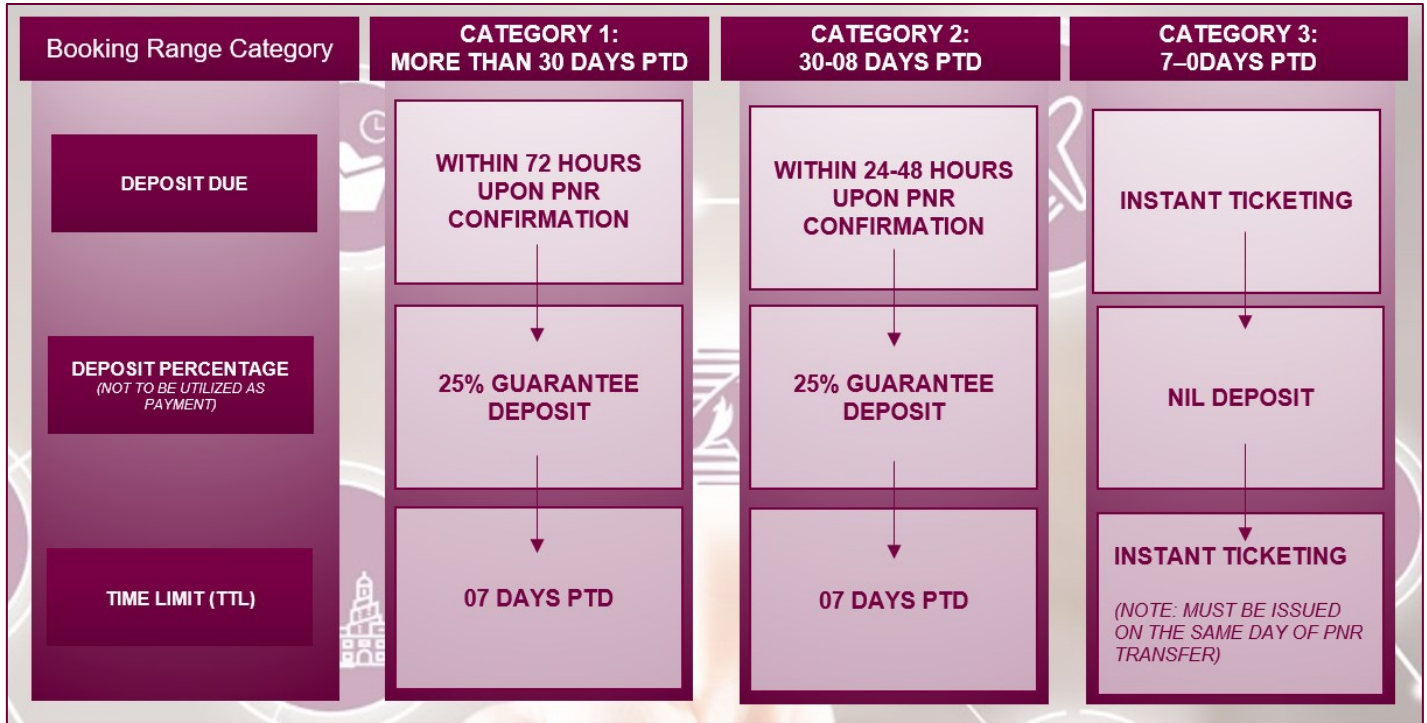 Booking Range Category
CATEGORY 1:
MORE THAN 30 DAYS PTD
CATEGORY 2:
30-08 DAYS PTD
CATEGORY 3:
7–0DAYS PTD
DEPOSIT DUE
WITHIN 72 HOURS
UPON PNR
CONFIRMATION
WITHIN 24-48 HOURS
UPON PNR
CONFIRMATION
INSTANT TICKETING
DEPOSIT PERCENTAGE
(NOT TO BE UTILIZED AS
PAYMENT)
25% GUARANTEE
DEPOSIT
25% GUARANTEE
DEPOSIT
NIL DEPOSIT
TIME LIMIT (TTL)
07 DAYS PTD
07 DAYS PTD
INSTANT TICKETING
(NOTE: MUST BE ISSUED
ON THE SAME DAY OF PNR
TRANSFER)